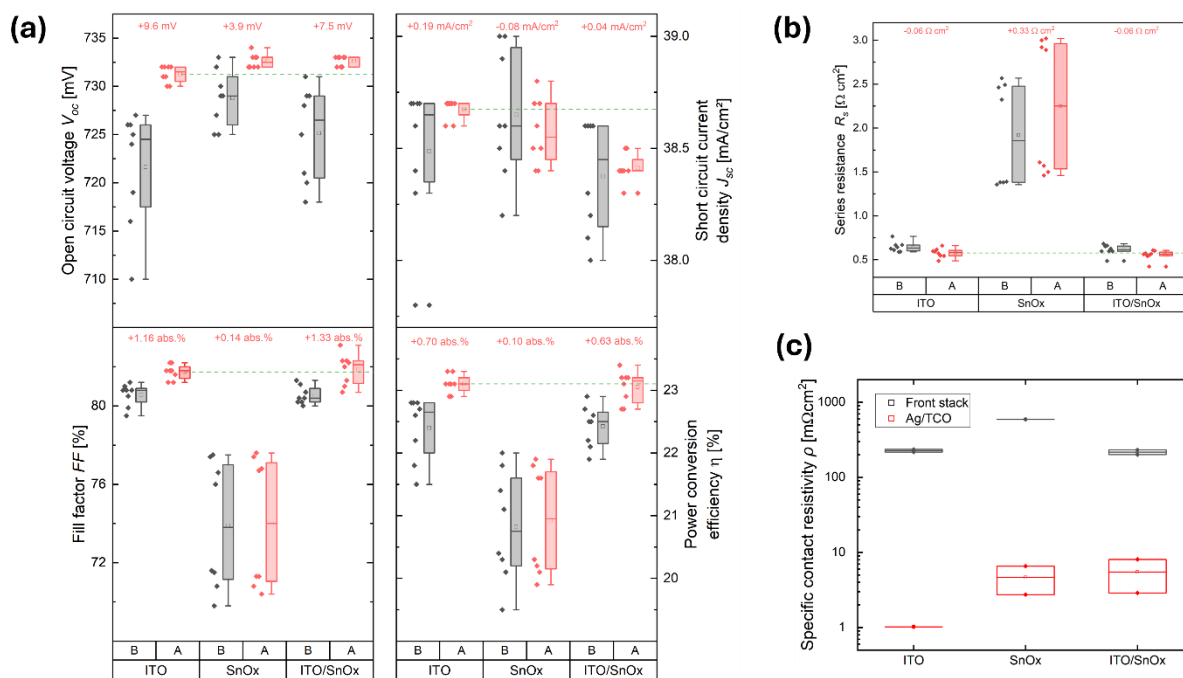 (a)
+9.6 mV +3.9 mV +7.5 mV
735
730
725
720
715
710
Open circuit voltage Voc [mV]
+0.19 mA/cm² -0.08 mA/cm² +0.04 mA/cm²
39.0
38.5
38.0
Short circuit current
density Jsc [mA/cm²]
+1.16 abs.% +0.14 abs.% +1.33 abs.%
80
76
72
Fill factor FF [%]
B A B A B A
ITO SnOx ITO/SnOx
+0.70 abs.% +0.10 abs.% +0.63 abs.%
23
22
21
20
Power conversion
efficiency η [%]
B A B A B A
ITO SnOx ITO/SnOx
(b)
-0.06 Ω cm² +0.33 Ω cm² -0.06 Ω cm²
3.0
2.5
2.0
1.5
1.0
0.5
Series resistance Rs [Ω cm²]
B A B A B A
ITO SnOx ITO/SnOx
(c)
1000
100
10
1
Specific contact resistivity ρ [mΩcm²]
Front stack
Ag/TCO
ITO SnOx ITO/SnOx